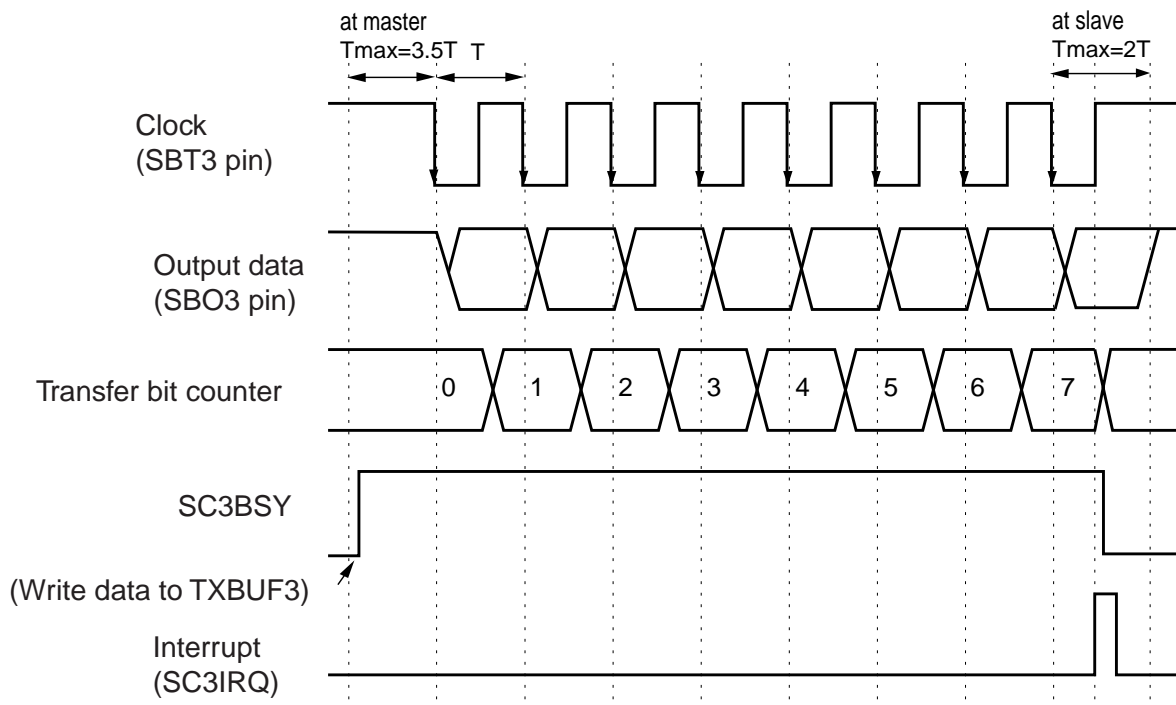 at master
Tmax=3.5T T
at slave
Tmax=2T
Clock
(SBT3 pin)
Output data
(SBO3 pin)
Transfer bit counter
0 1 2 3 4 5 6 7
SC3BSY
(Write data to TXBUF3)
Interrupt
(SC3IRQ)